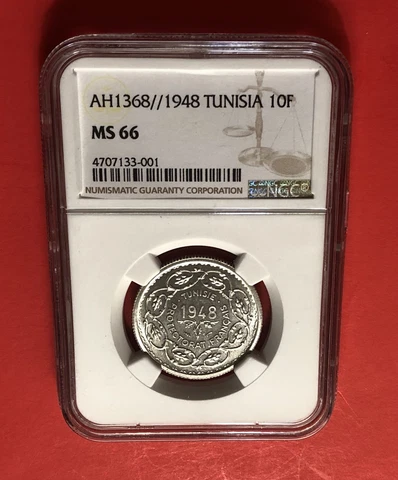 AH1368//1948 TUNISIA 10F
MS 66
4707133-001
NUMISMATIC GUARANTY CORPORATION
NGC
TUNISIE
1948
PROTECTORAT FRANÇAIS